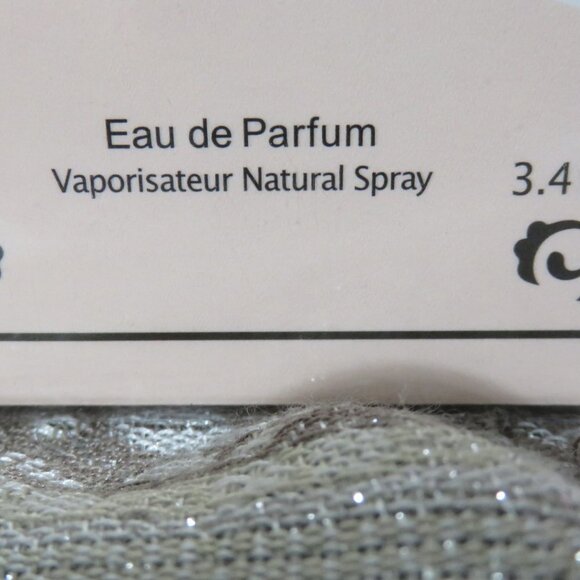 Eau de Parfum
Vaporisateur Natural Spray
3.4